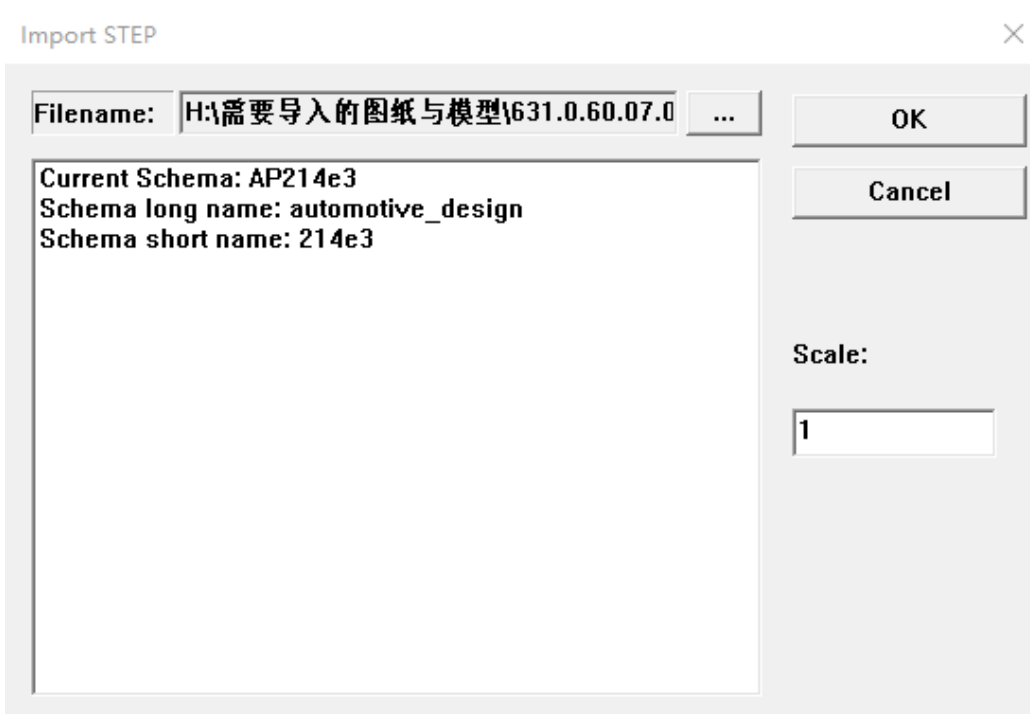 Import STEP
Filename: H:\需要导入的图纸与模型\631.0.60.07.0 ...
OK
Current Schema: AP214e3
Schema long name: automotive_design
Schema short name: 214e3
Cancel
Scale:
1